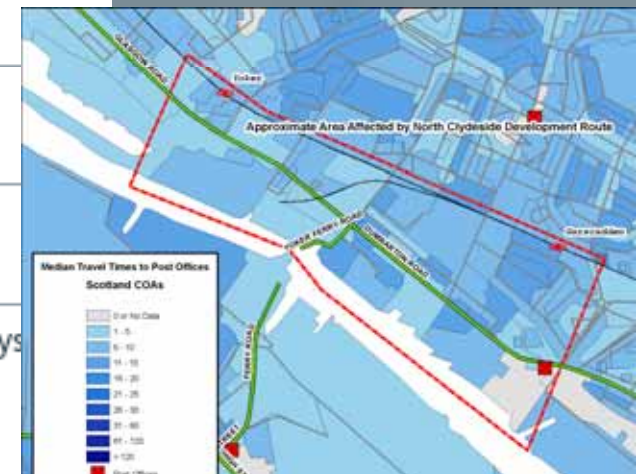 GLASGOW ROAD
Yoker
Approximate Area Affected by North Clydeside Development Route
YOKER FERRY ROAD
DUMBARTON ROAD
Garscadden
Median Travel Times to Post Offices
Scotland COAs
0 or No Data
1 - 5
6 - 10
11 - 15
16 - 20
21 - 25
26 - 30
31 - 60
61 - 120
> 120
Post Offices
FERRY ROAD
ys